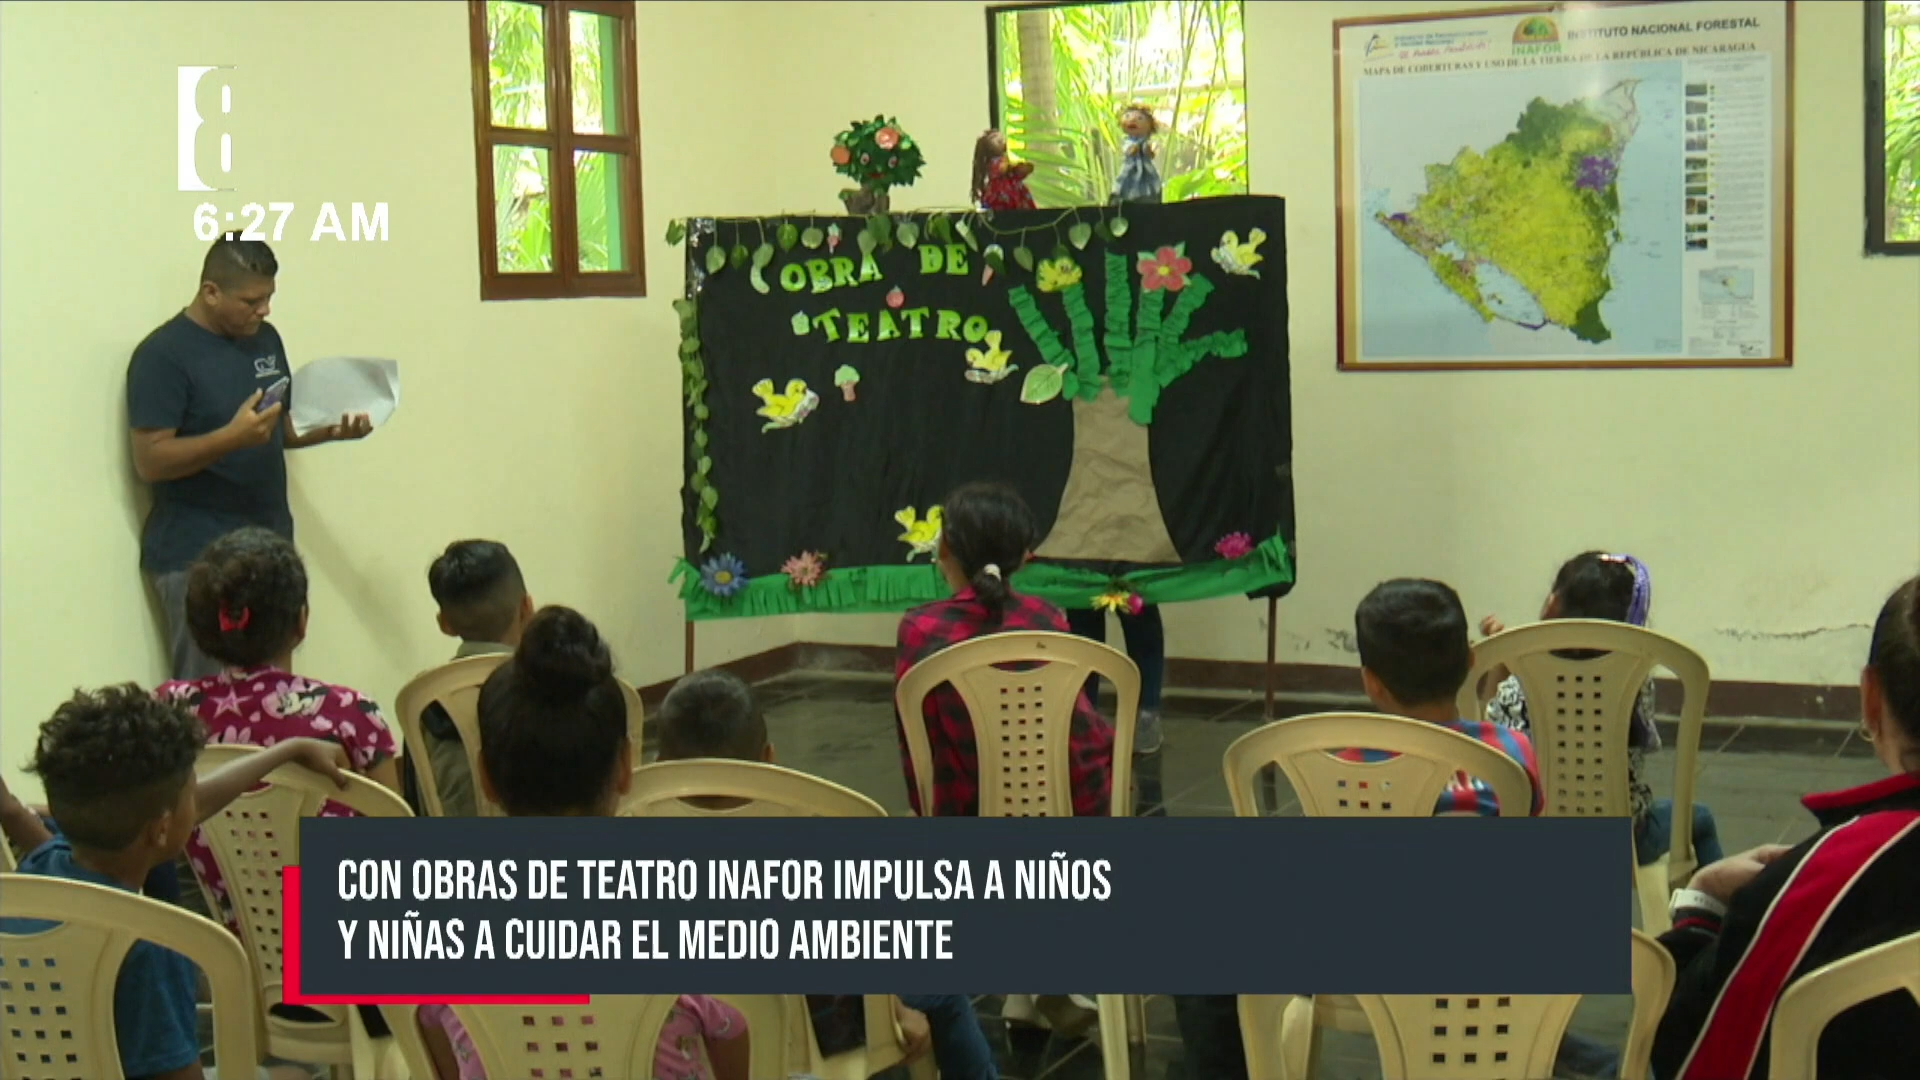 8
6:27 AM
OBRA DE
TEATRO
INAFOR
INSTITUTO NACIONAL FORESTAL
MAPA DE COBERTURAS Y USO DE LA TIERRA DE LA REPÚBLICA DE NICARAGUA
CON OBRAS DE TEATRO INAFOR IMPULSA A NIÑOS
Y NIÑAS A CUIDAR EL MEDIO AMBIENTE